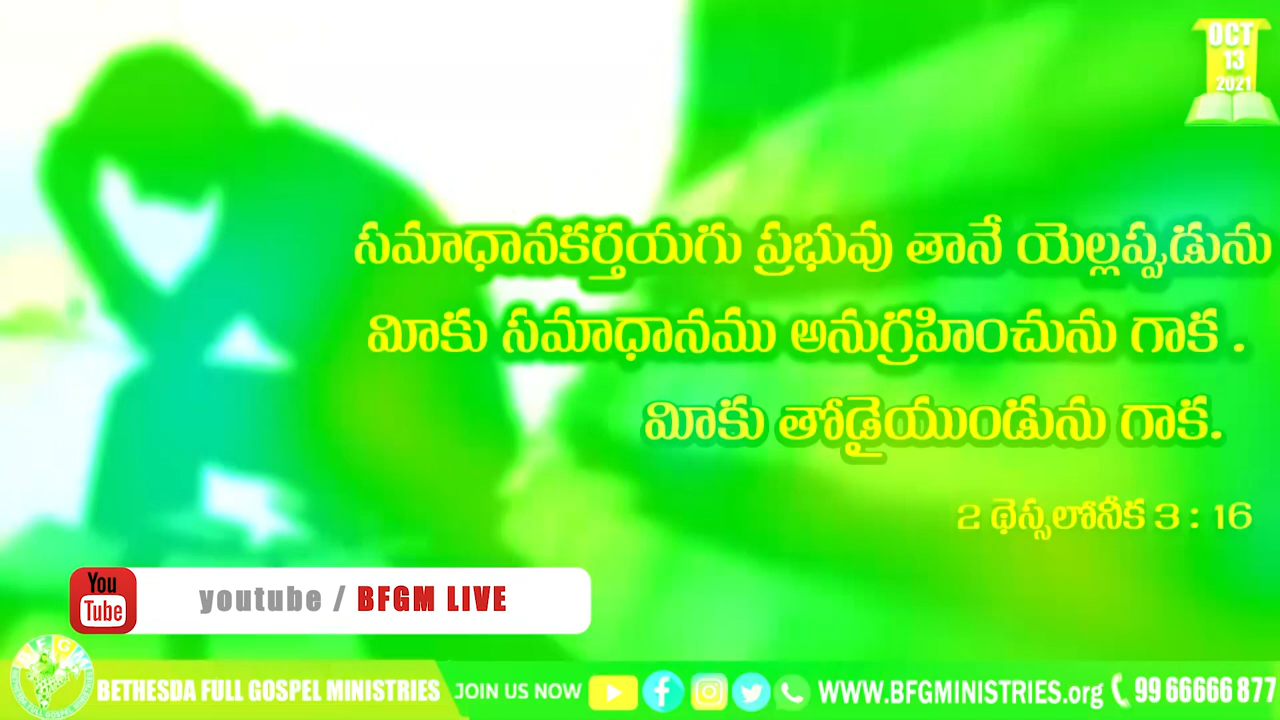 OCT
13
2021
సమాధానకర్తయగు ప్రభువు తానే యెల్లప్పడును
మీకు సమాధానము అనుగ్రహించును గాక .
మీకు తోడైయుండును గాక.
2 థెస్సలోనీక 3 : 16
You
Tube
youtube / BFGM LIVE
BETHESDA FULL GOSPEL MINISTRIES JOIN US NOW WWW.BFGMINISTRIES.org 99 66666 877